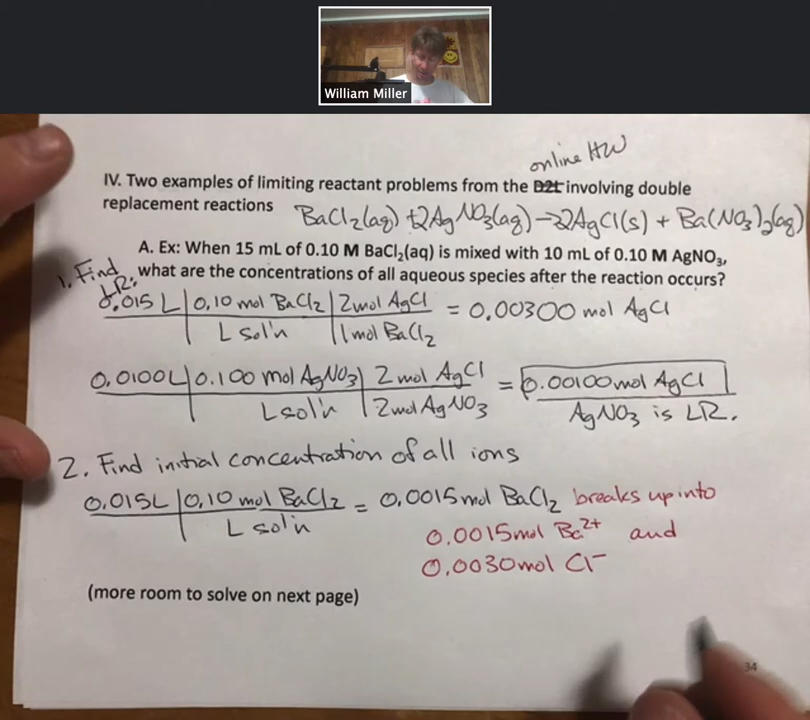 William Miller
online HW
IV. Two examples of limiting reactant problems from the D2L involving double
replacement reactions BaCl₂(aq) + 2AgNO₃(aq) → 2AgCl(s) + Ba(NO₃)₂(aq)
A. Ex: When 15 mL of 0.10 M BaCl₂(aq) is mixed with 10 mL of 0.10 M AgNO₃,
1. Find LR: what are the concentrations of all aqueous species after the reaction occurs?
0.015 L | 0.10 mol BaCl₂ | 2 mol AgCl = 0.00300 mol AgCl
L sol'n | 1 mol BaCl₂
0.0100L | 0.100 mol AgNO₃ | 2 mol AgCl = 0.00100 mol AgCl
L sol'n | 2 mol AgNO₃ AgNO₃ is LR.
2. Find initial concentration of all ions
0.015L | 0.10 mol BaCl₂ = 0.0015 mol BaCl₂ breaks up into
L sol'n 0.0015 mol Ba²⁺ and
0.0030 mol Cl⁻
(more room to solve on next page)
34